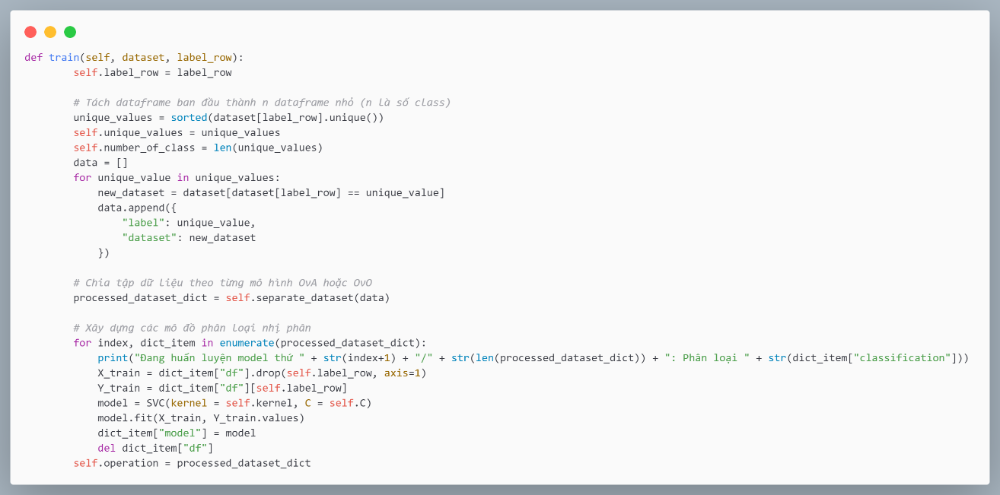 def train(self, dataset, label_row):
        self.label_row = label_row

        # Tách dataframe ban đầu thành n dataframe nhỏ (n là số class)
        unique_values = sorted(dataset[label_row].unique())
        self.unique_values = unique_values
        self.number_of_class = len(unique_values)
        data = []
        for unique_value in unique_values:
            new_dataset = dataset[dataset[label_row] == unique_value]
            data.append({
                "label": unique_value,
                "dataset": new_dataset
            })

        # Chia tập dữ liệu theo từng mô hình OvA hoặc OvO
        processed_dataset_dict = self.separate_dataset(data)

        # Xây dựng các mô đồ phân loại nhị phân
        for index, dict_item in enumerate(processed_dataset_dict):
            print("Đang huấn luyện model thứ " + str(index+1) + "/" + str(len(processed_dataset_dict)) + ": Phân loại " + str(dict_item["classification"]))
            X_train = dict_item["df"].drop(self.label_row, axis=1)
            Y_train = dict_item["df"][self.label_row]
            model = SVC(kernel = self.kernel, C = self.C)
            model.fit(X_train, Y_train.values)
            dict_item["model"] = model
            del dict_item["df"]
        self.operation = processed_dataset_dict